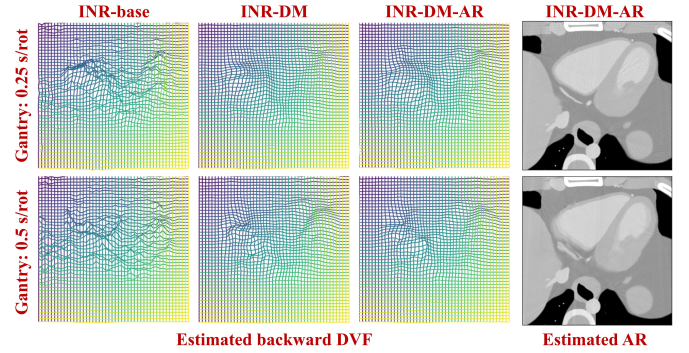 INR-base INR-DM INR-DM-AR INR-DM-AR
Gantry: 0.25 s/rot
Gantry: 0.5 s/rot
Estimated backward DVF Estimated AR